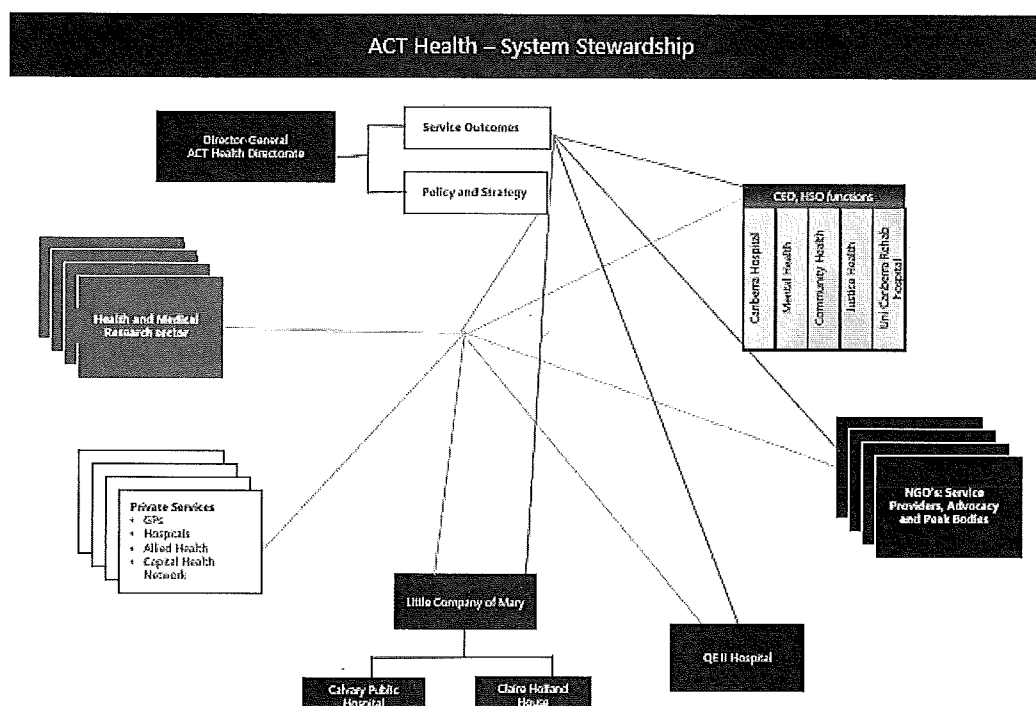 ACT Health – System Stewardship
Director-General
ACT Health Directorate
Service Outcomes
Policy and Strategy
CEO, HSO functions
Canberra Hospital
Mental Health
Community Health
Justice Health
Uni Canberra Rehab
Hospital
Health and Medical
Research sector
Private Services
• GPs
• Hospitals
• Allied Health
• Capital Health
Network
NGO's: Service
Providers, Advocacy
and Peak Bodies
Little Company of Mary
QE II Hospital
Calvary Public
Hospital
Claire Holland
House